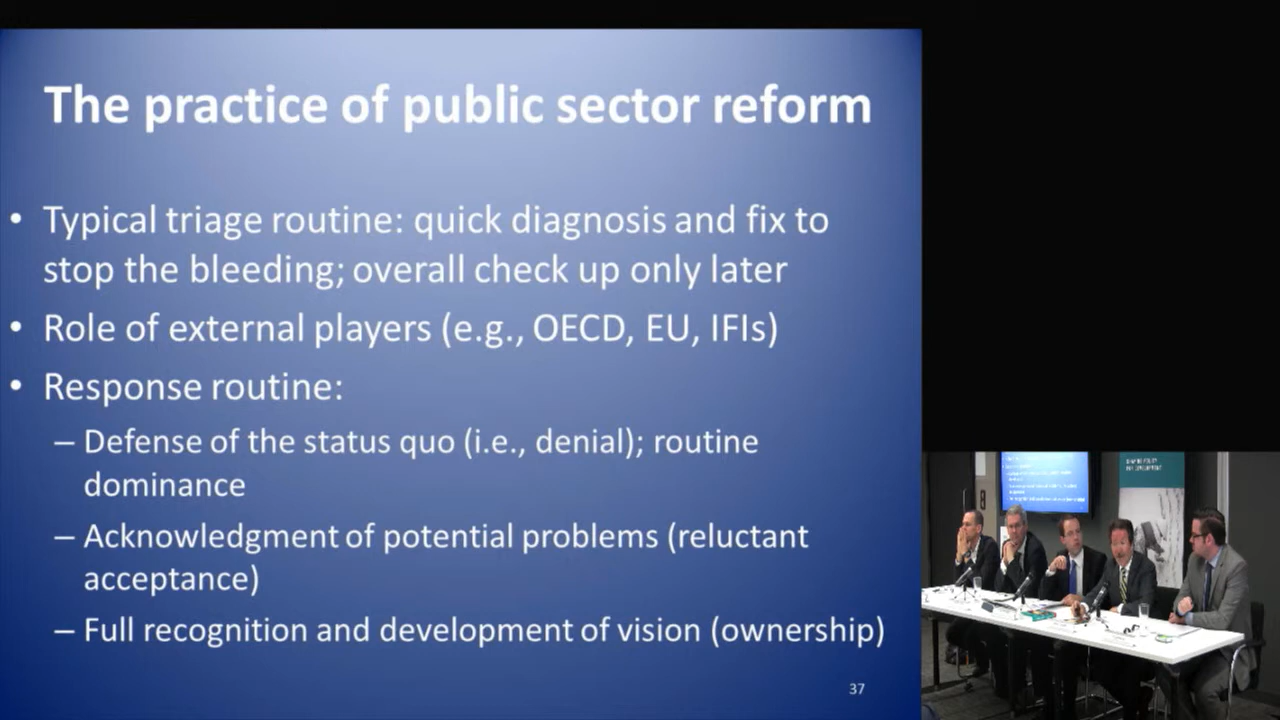 The practice of public sector reform
• Typical triage routine: quick diagnosis and fix to
stop the bleeding; overall check up only later
• Role of external players (e.g., OECD, EU, IFIs)
• Response routine:
– Defense of the status quo (i.e., denial); routine
dominance
– Acknowledgment of potential problems (reluctant
acceptance)
– Full recognition and development of vision (ownership)
37